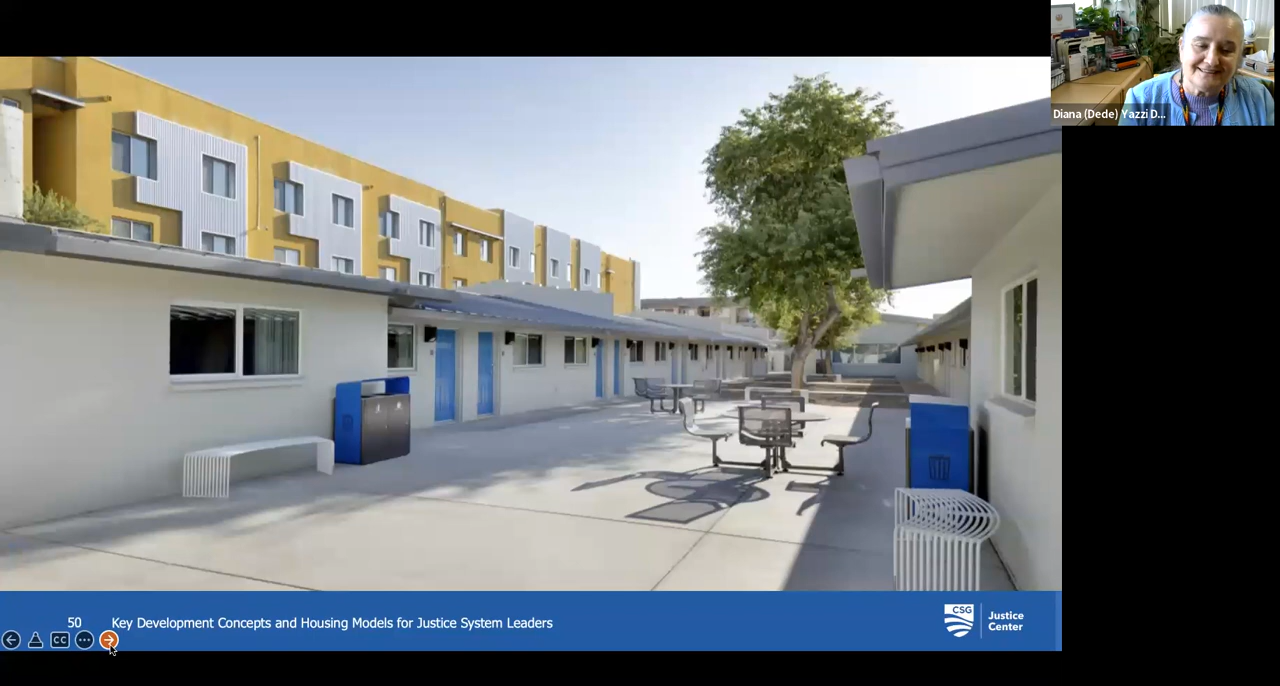 Diana (Dede) Yazzi D...
50 Key Development Concepts and Housing Models for Justice System Leaders
CSG Justice
Center
CC